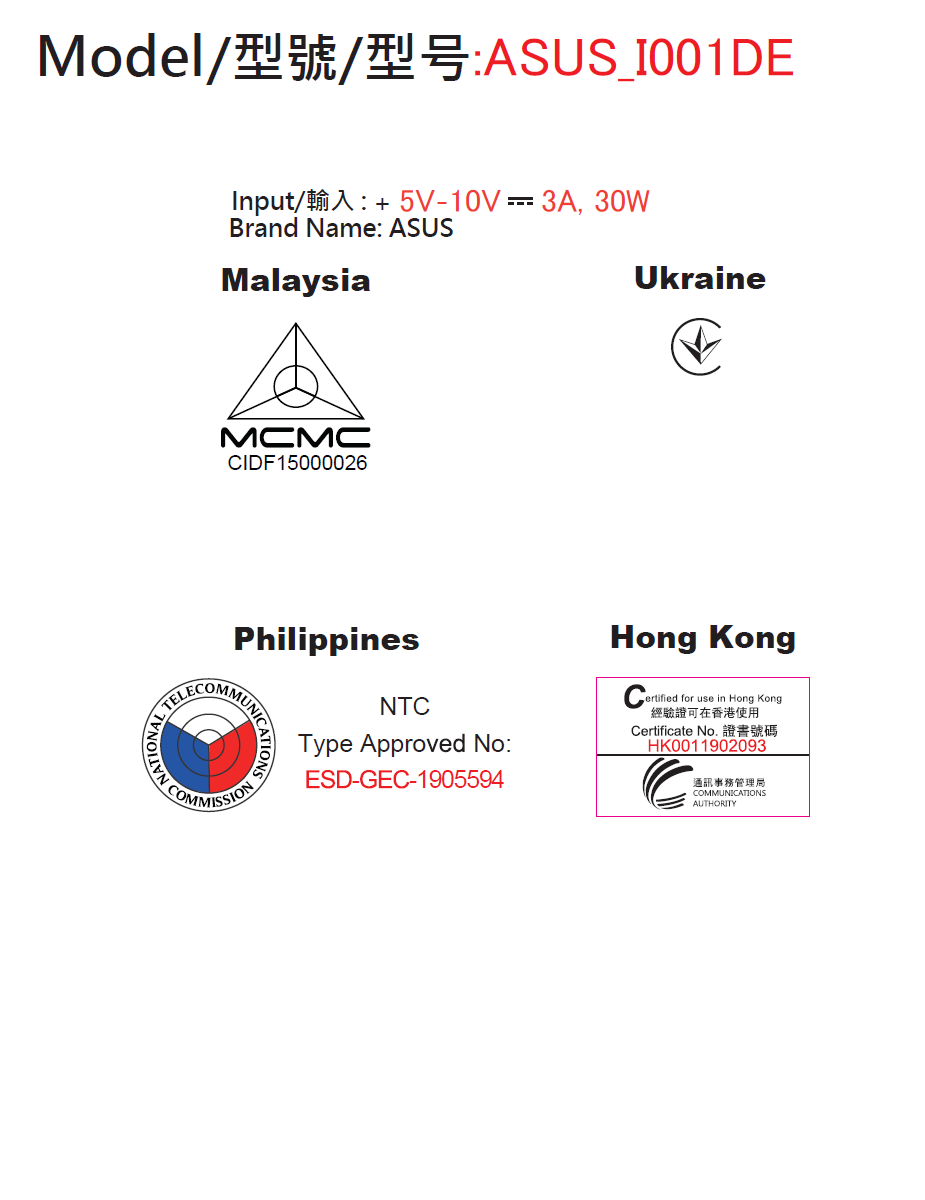 Model/型號/型号:ASUS_I001DE
Input/輸入 : + 5V-10V ⎓ 3A, 30W
Brand Name: ASUS
Malaysia
Ukraine
MCMC
CIDF15000026
Philippines
Hong Kong
NATIONAL TELECOMMUNICATIONS COMMISSION
NTC
Type Approved No:
ESD-GEC-1905594
Certified for use in Hong Kong
經驗證可在香港使用
Certificate No. 證書號碼
HK0011902093
通訊事務管理局
COMMUNICATIONS
AUTHORITY